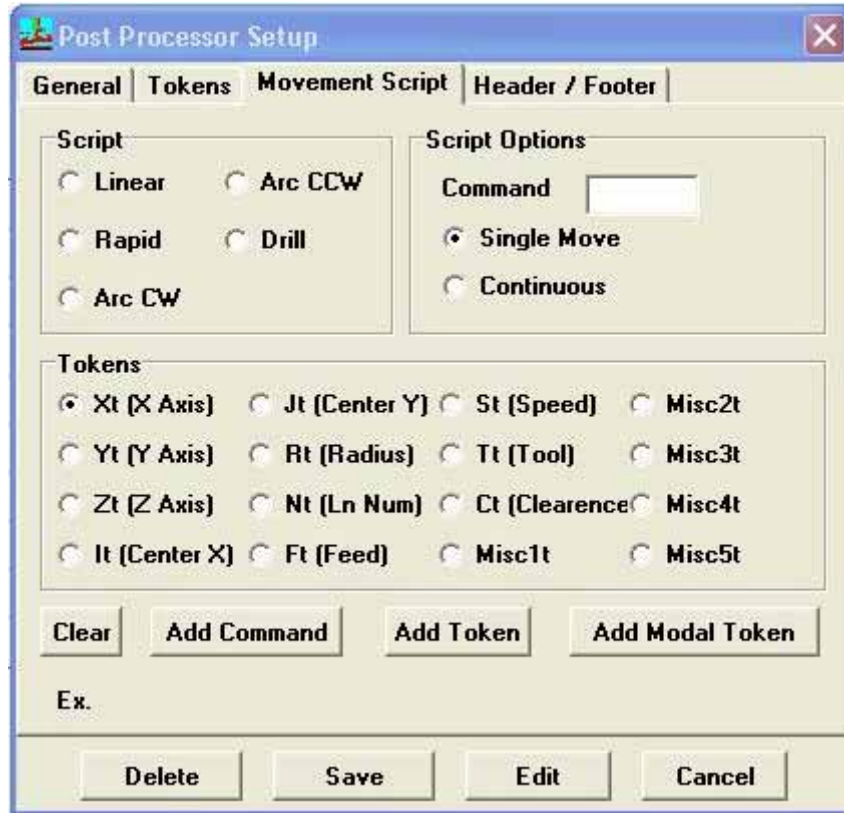 Post Processor Setup
General Tokens Movement Script Header / Footer
Script
Linear Arc CCW
Rapid Drill
Arc CW
Script Options
Command
Single Move
Continuous
Tokens
Xt (X Axis) Jt (Center Y) St (Speed) Misc2t
Yt (Y Axis) Rt (Radius) Tt (Tool) Misc3t
Zt (Z Axis) Nt (Ln Num) Ct (Clearence Misc4t
It (Center X) Ft (Feed) Misc1t Misc5t
Clear Add Command Add Token Add Modal Token
Ex.
Delete Save Edit Cancel